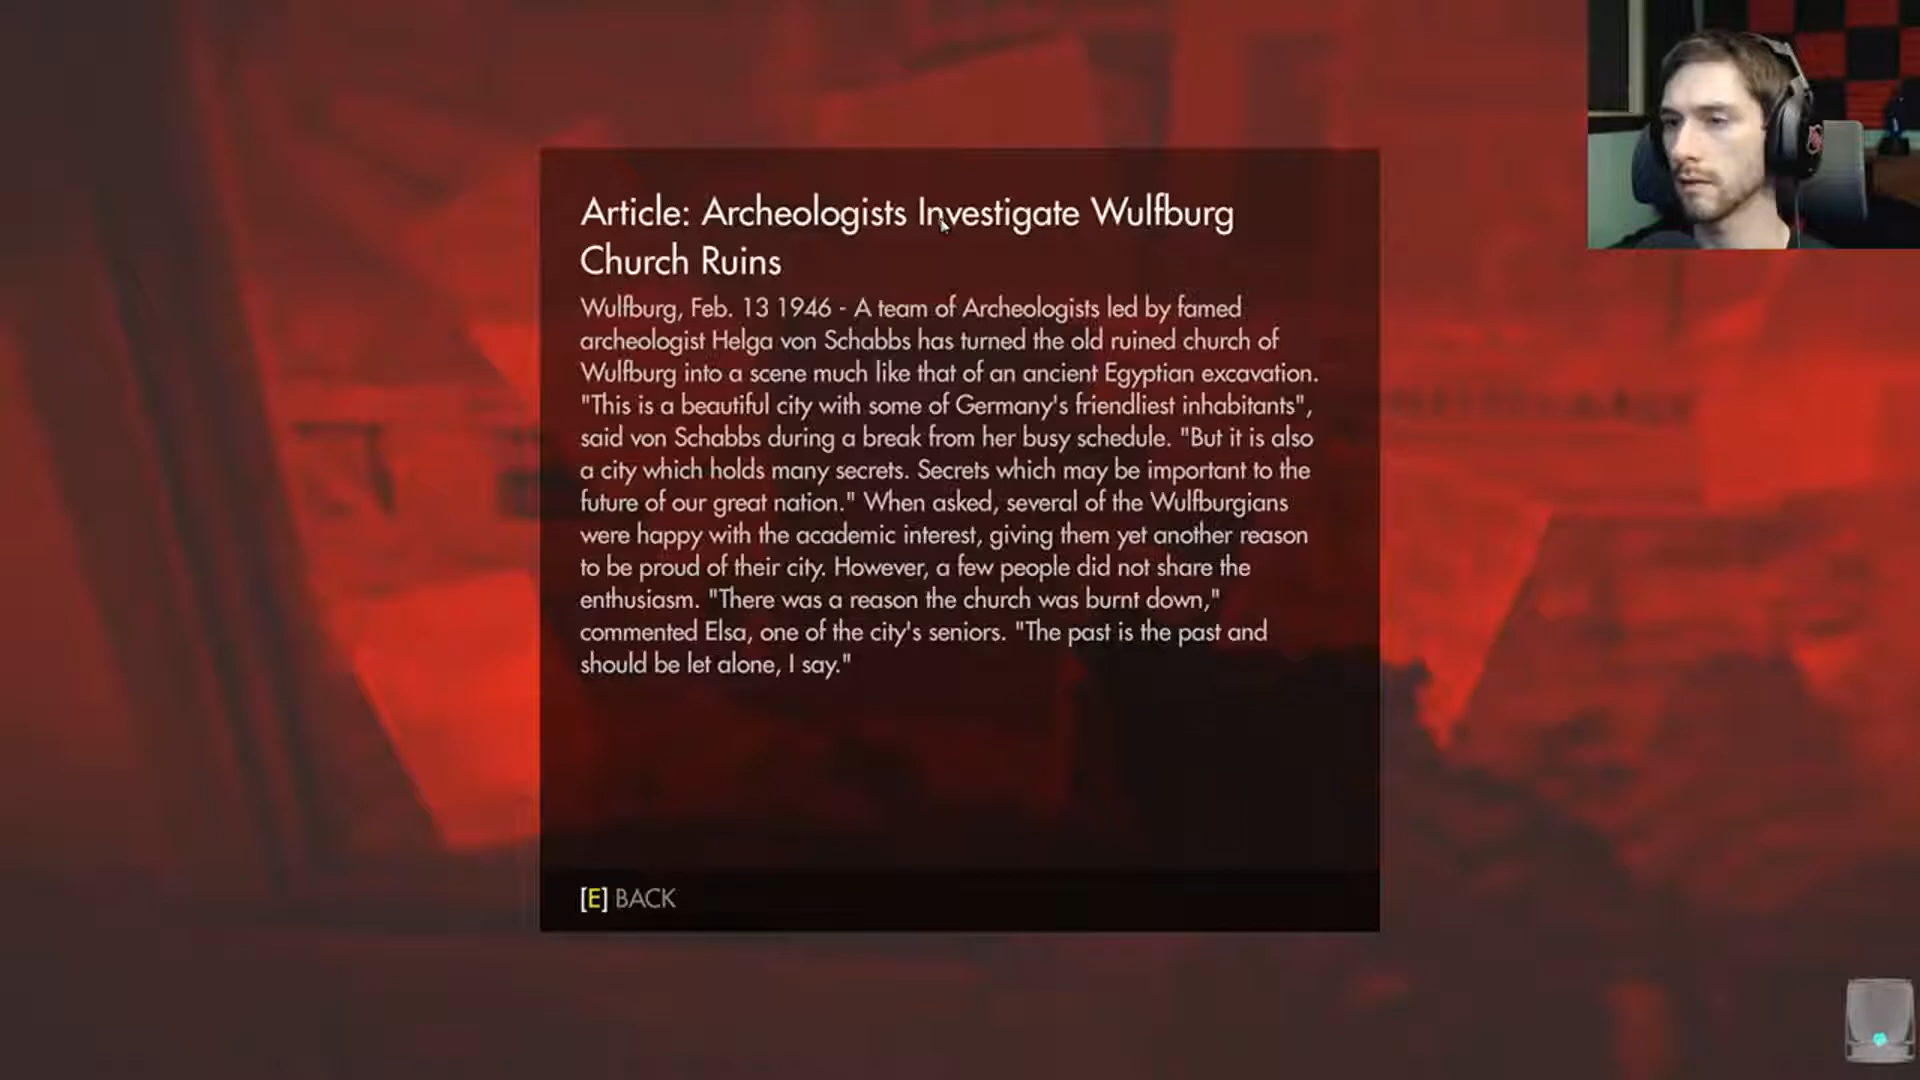 Article: Archeologists Investigate Wulfburg
Church Ruins
Wulfburg, Feb. 13 1946 - A team of Archeologists led by famed
archeologist Helga von Schabbs has turned the old ruined church of
Wulfburg into a scene much like that of an ancient Egyptian excavation.
"This is a beautiful city with some of Germany's friendliest inhabitants",
said von Schabbs during a break from her busy schedule. "But it is also
a city which holds many secrets. Secrets which may be important to the
future of our great nation." When asked, several of the Wulfburgians
were happy with the academic interest, giving them yet another reason
to be proud of their city. However, a few people did not share the
enthusiasm. "There was a reason the church was burnt down,"
commented Elsa, one of the city's seniors. "The past is the past and
should be let alone, I say."
[E] BACK